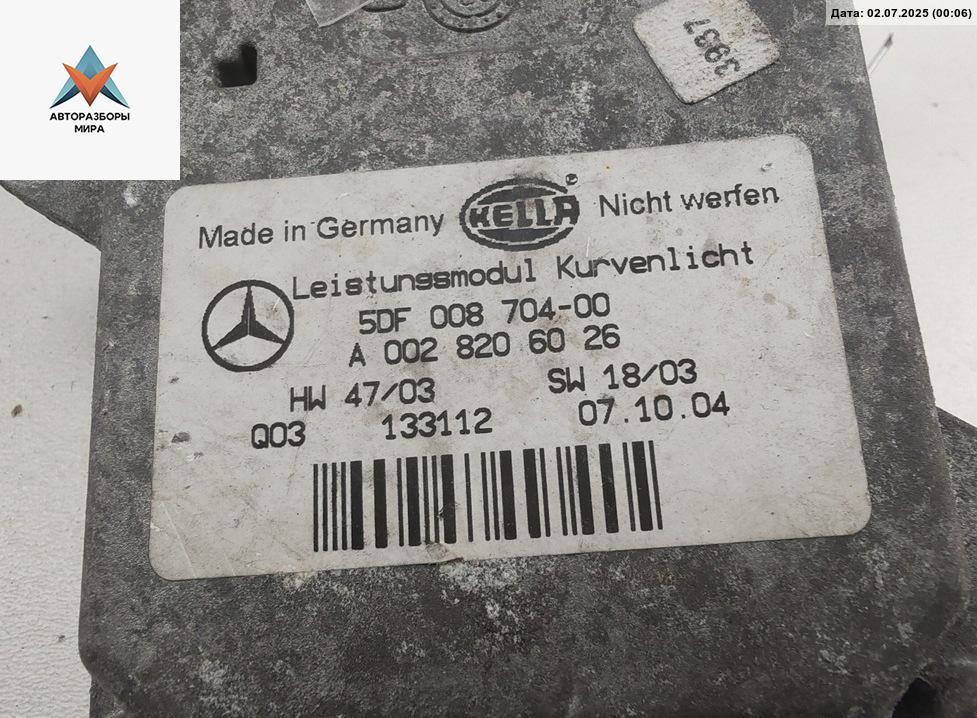 Дата: 02.07.2025 (00:06)
АВТОРАЗБОРЫ
МИРА
3937
Made in Germany HELLA ® Nicht werfen
Leistungsmodul Kurvenlicht
5DF 008 704-00
A 002 820 60 26
HW 47/03 SW 18/03
Q03 133112 07.10.04